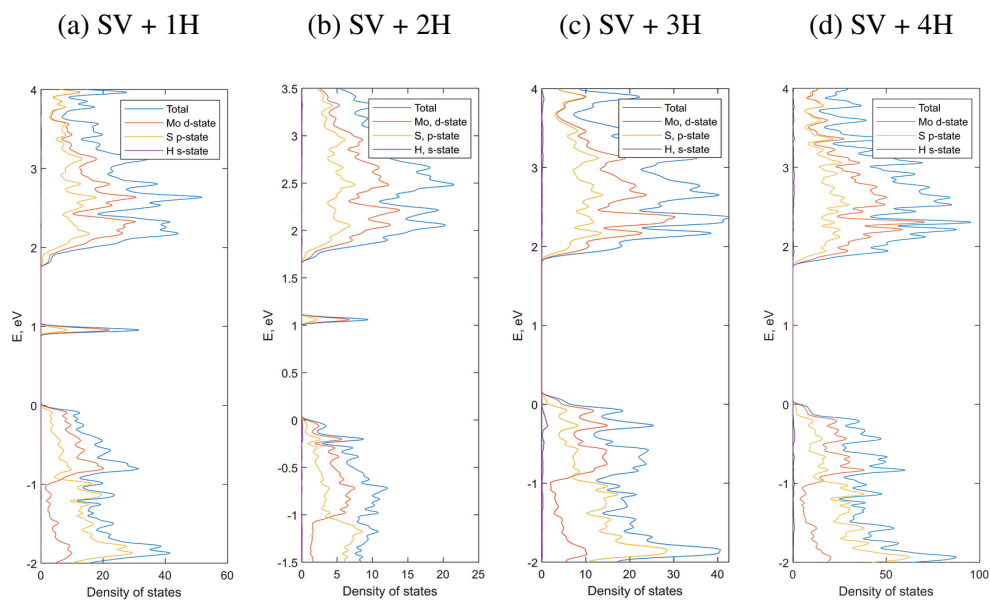 (a) SV + 1H
(b) SV + 2H
(c) SV + 3H
(d) SV + 4H
4
3
2
1
0
-1
-2
E, eV
0
20
40
60
Density of states
Total
Mo d-state
S p-state
H s-state
3.5
3
2.5
2
1.5
1
0.5
0
-0.5
-1
-1.5
E, eV
0
5
10
15
20
25
Density of states
Total
Mo, d-state
S, p-state
H, s-state
4
3
2
1
0
-1
-2
E, eV
0
10
20
30
40
Density of states
Total
Mo, d-state
S, p-state
H, s-state
4
3
2
1
0
-1
-2
E, eV
0
50
100
Density of states
Total
Mo d-state
S p-state
H s-state